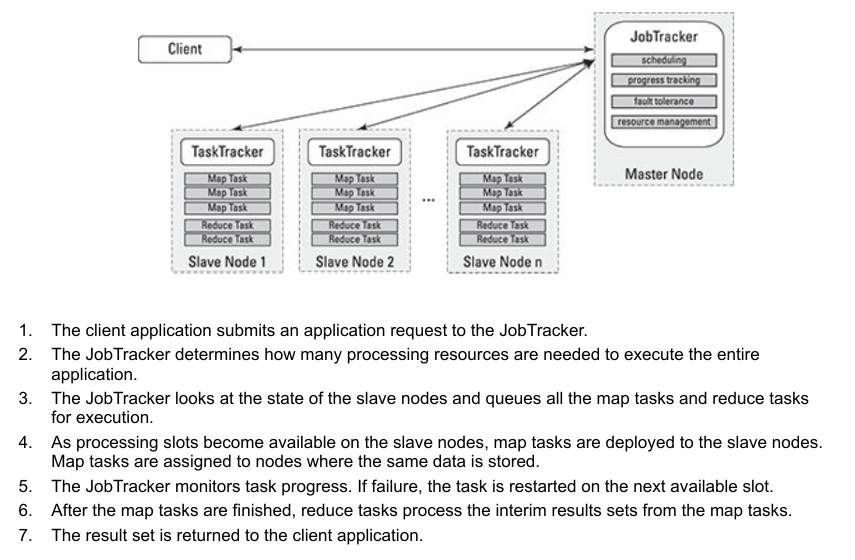 Client
JobTracker
scheduling
progress tracking
fault tolerance
resource management
Master Node
TaskTracker
Map Task
Map Task
Map Task
Reduce Task
Reduce Task
Slave Node 1
TaskTracker
Map Task
Map Task
Map Task
Reduce Task
Reduce Task
Slave Node 2
...
TaskTracker
Map Task
Map Task
Map Task
Reduce Task
Reduce Task
Slave Node n
1. The client application submits an application request to the JobTracker.
2. The JobTracker determines how many processing resources are needed to execute the entire
application.
3. The JobTracker looks at the state of the slave nodes and queues all the map tasks and reduce tasks
for execution.
4. As processing slots become available on the slave nodes, map tasks are deployed to the slave nodes.
Map tasks are assigned to nodes where the same data is stored.
5. The JobTracker monitors task progress. If failure, the task is restarted on the next available slot.
6. After the map tasks are finished, reduce tasks process the interim results sets from the map tasks.
7. The result set is returned to the client application.